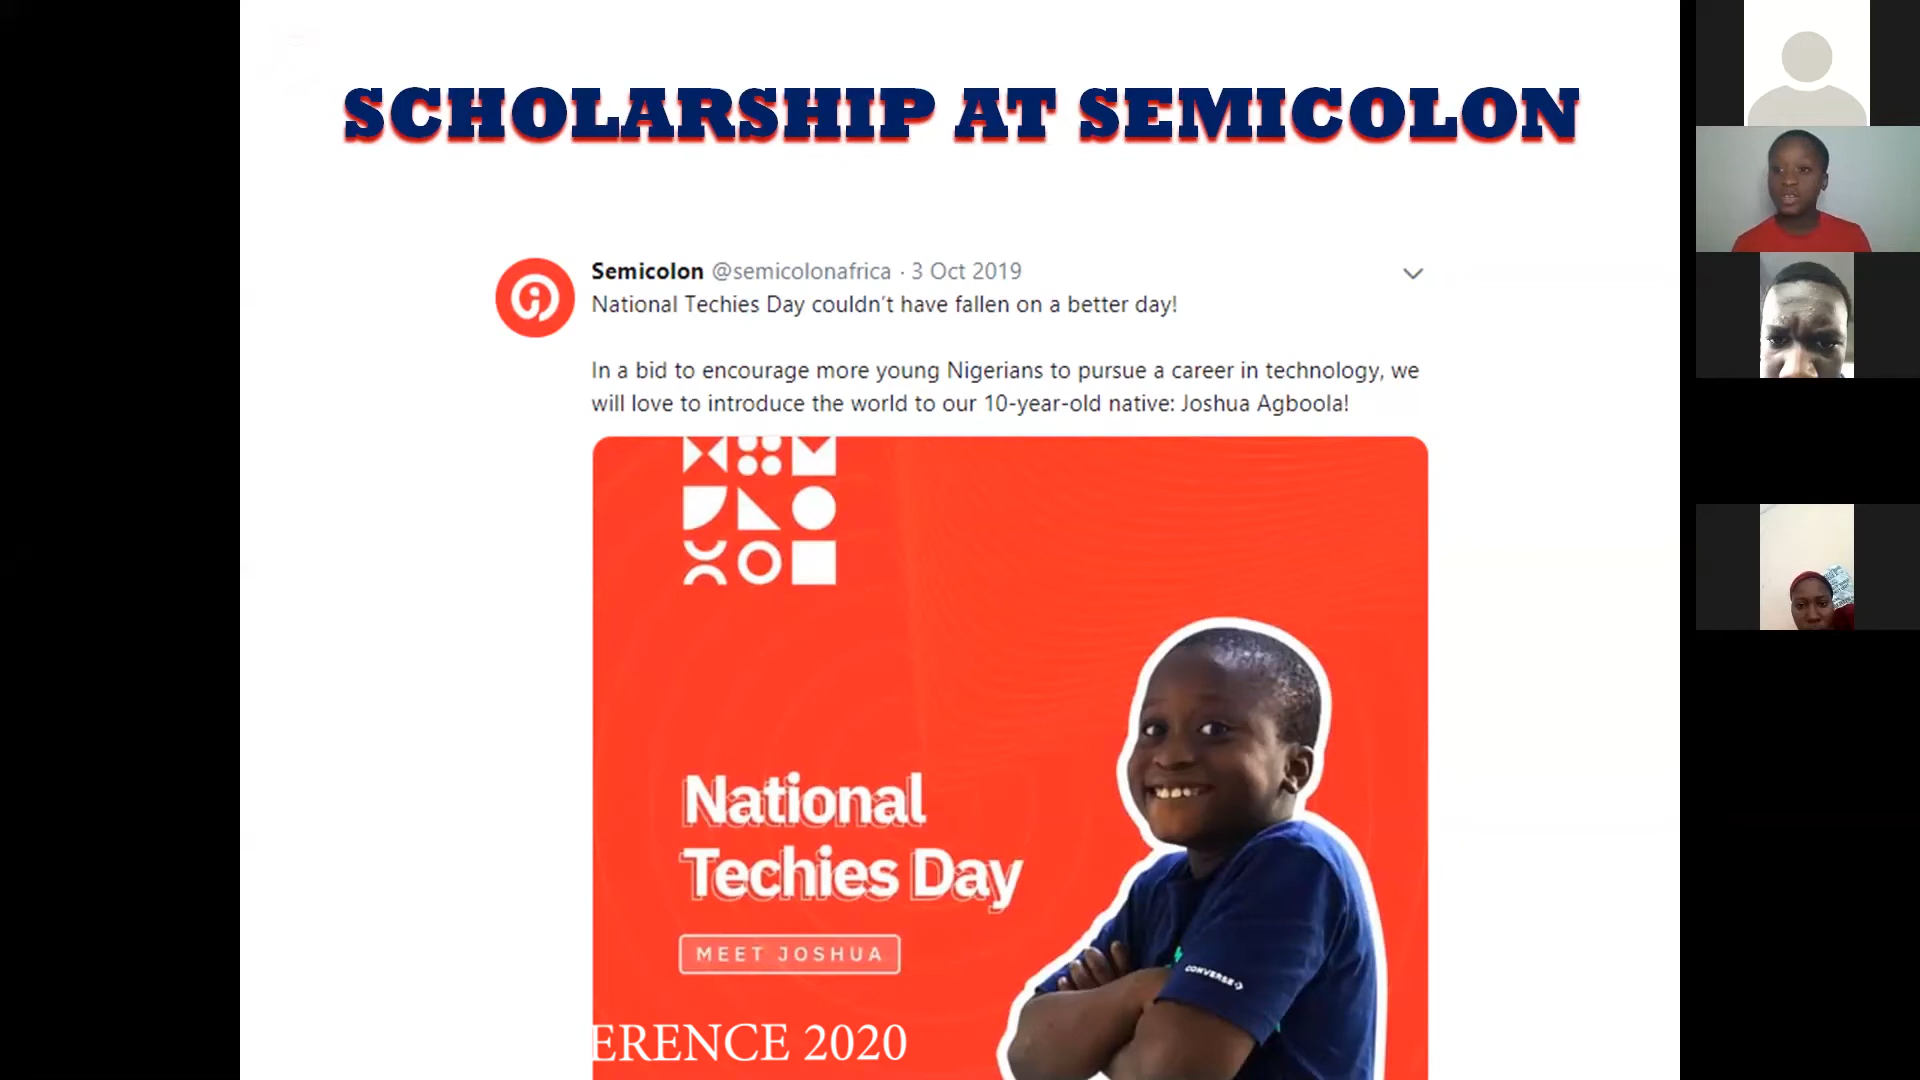 SCHOLARSHIP AT SEMICOLON
Semicolon @semicolonafrica · 3 Oct 2019
National Techies Day couldn't have fallen on a better day!
In a bid to encourage more young Nigerians to pursue a career in technology, we
will love to introduce the world to our 10-year-old native: Joshua Agboola!
National
Techies Day
MEET JOSHUA
CONVERSE
ERENCE 2020